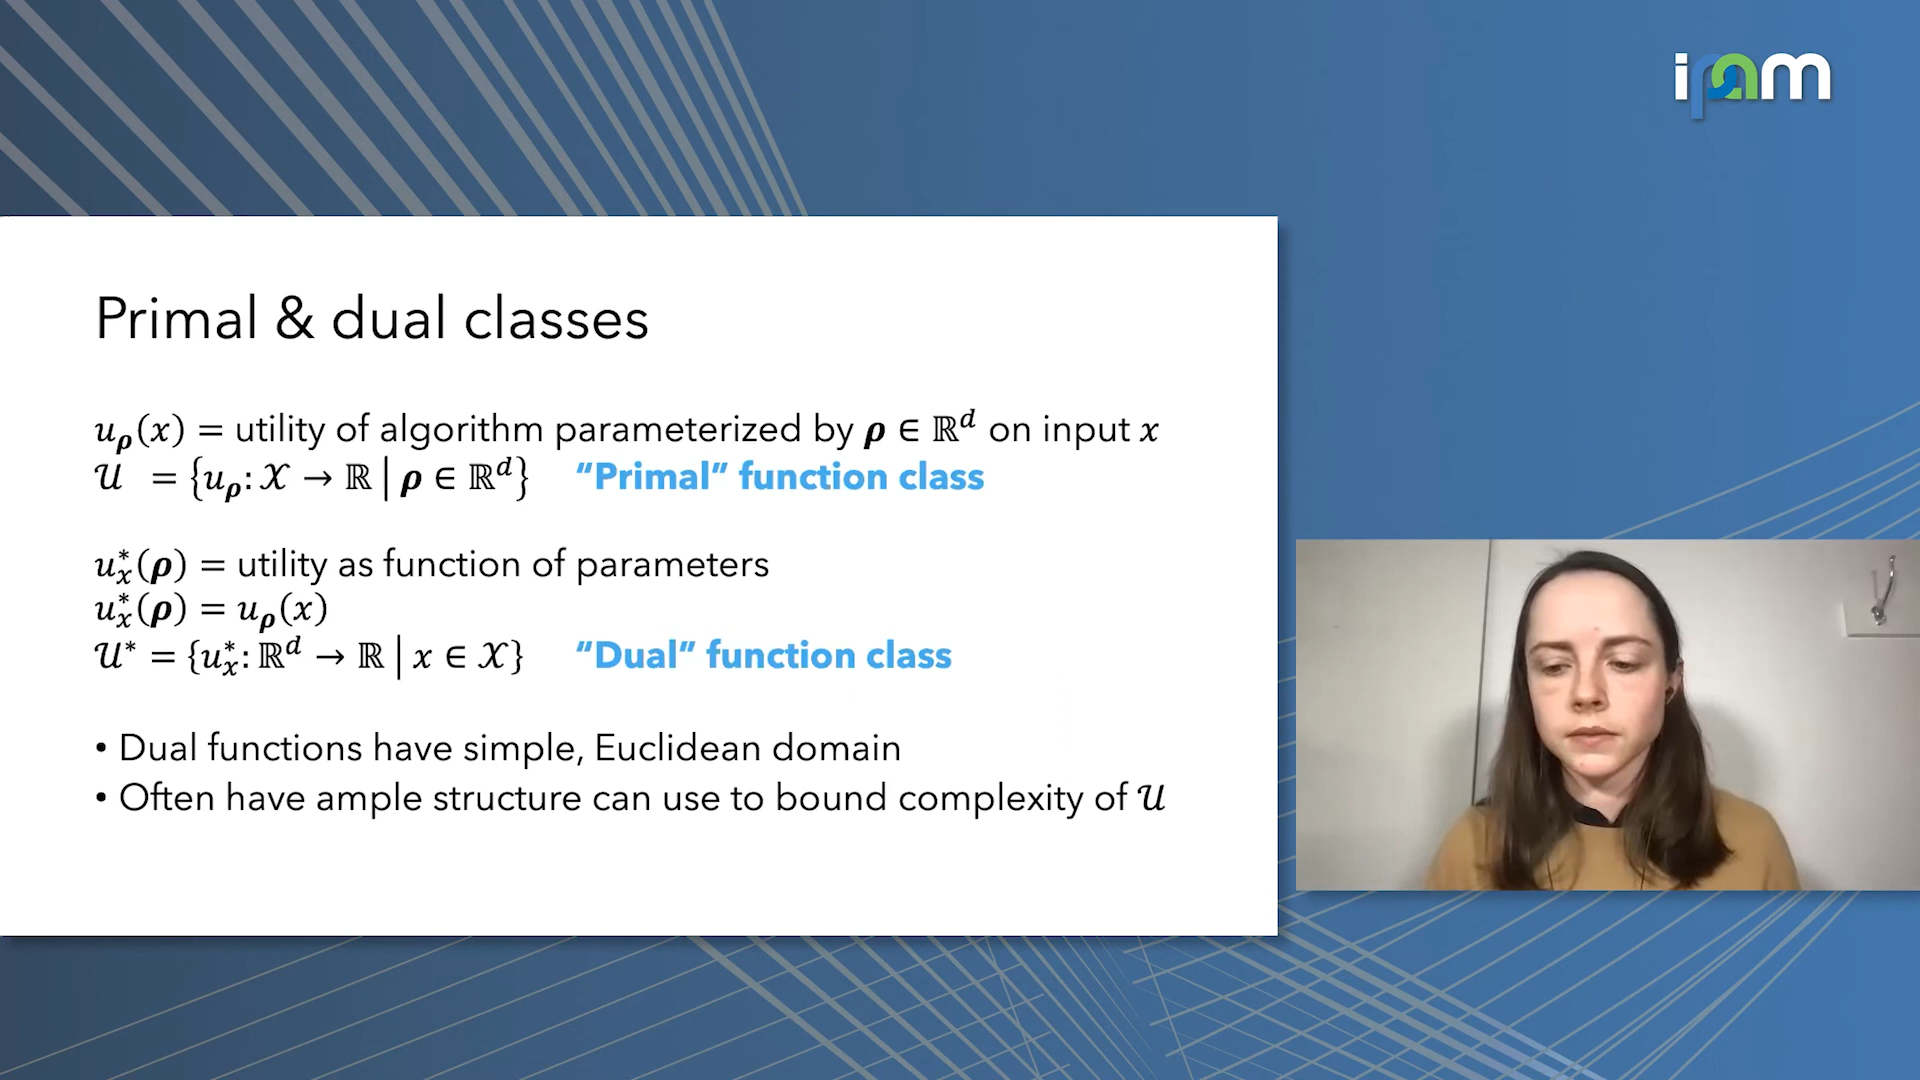 ipam
Primal & dual classes
u_ρ(x) = utility of algorithm parameterized by ρ ∈ ℝ^d on input x
𝒰 = {u_ρ: 𝒳 → ℝ | ρ ∈ ℝ^d} “Primal” function class
u*_x(ρ) = utility as function of parameters
u*_x(ρ) = u_ρ(x)
𝒰* = {u*_x: ℝ^d → ℝ | x ∈ 𝒳} “Dual” function class
• Dual functions have simple, Euclidean domain
• Often have ample structure can use to bound complexity of 𝒰